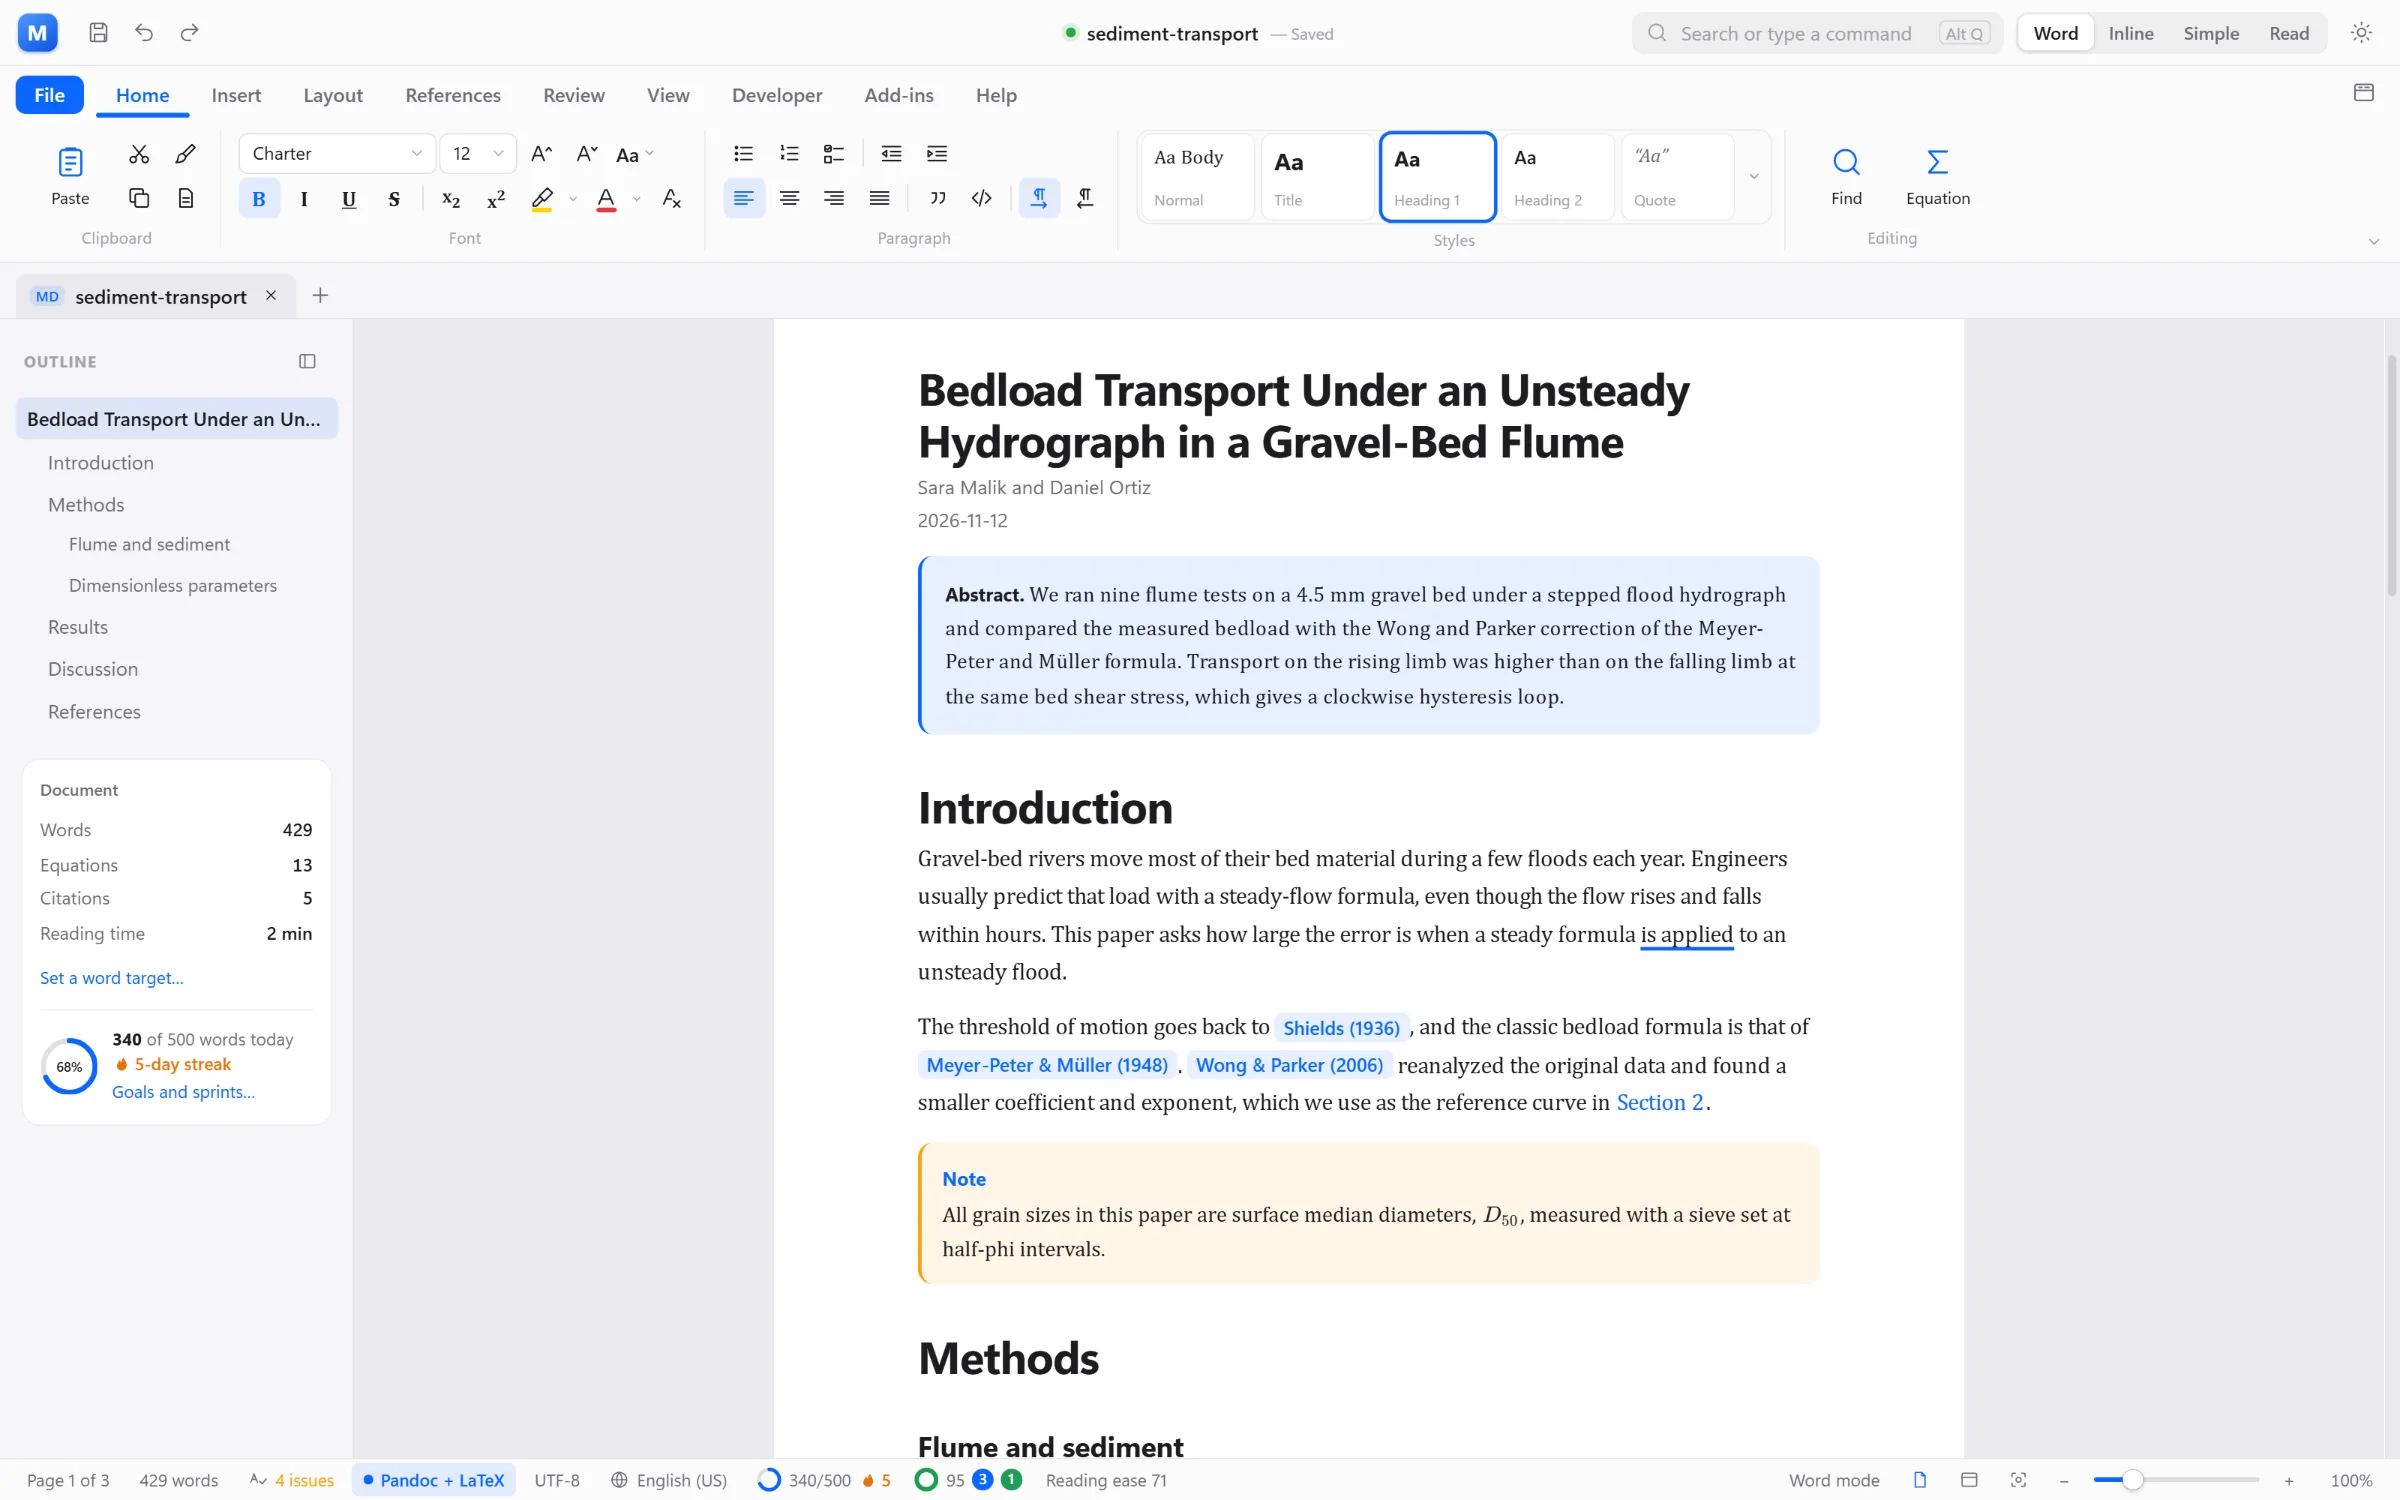 M
sediment-transport — Saved
Search or type a command Alt Q
Word Inline Simple Read
File Home Insert Layout References Review View Developer Add-ins Help
Paste
Clipboard
Charter 12 Aa
B I U S x2 x2 A
Font
Paragraph
Aa Body
Normal
Aa
Title
Aa
Heading 1
Aa
Heading 2
“Aa”
Quote
Styles
Find
Equation
Editing
MD sediment-transport
OUTLINE
Bedload Transport Under an Un...
Introduction
Methods
Flume and sediment
Dimensionless parameters
Results
Discussion
References
Document
Words 429
Equations 13
Citations 5
Reading time 2 min
Set a word target...
68%
340 of 500 words today
5-day streak
Goals and sprints...
Bedload Transport Under an Unsteady
Hydrograph in a Gravel-Bed Flume
Sara Malik and Daniel Ortiz
2026-11-12
Abstract. We ran nine flume tests on a 4.5 mm gravel bed under a stepped flood hydrograph
and compared the measured bedload with the Wong and Parker correction of the Meyer-
Peter and Müller formula. Transport on the rising limb was higher than on the falling limb at
the same bed shear stress, which gives a clockwise hysteresis loop.
Introduction
Gravel-bed rivers move most of their bed material during a few floods each year. Engineers
usually predict that load with a steady-flow formula, even though the flow rises and falls
within hours. This paper asks how large the error is when a steady formula is applied to an
unsteady flood.
The threshold of motion goes back to Shields (1936), and the classic bedload formula is that of
Meyer-Peter & Müller (1948). Wong & Parker (2006) reanalyzed the original data and found a
smaller coefficient and exponent, which we use as the reference curve in Section 2.
Note
All grain sizes in this paper are surface median diameters, D50, measured with a sieve set at
half-phi intervals.
Methods
Flume and sediment
Page 1 of 3 429 words 4 issues Pandoc + LaTeX UTF-8 English (US) 340/500 5 95 3 1 Reading ease 71 Word mode − + 100%